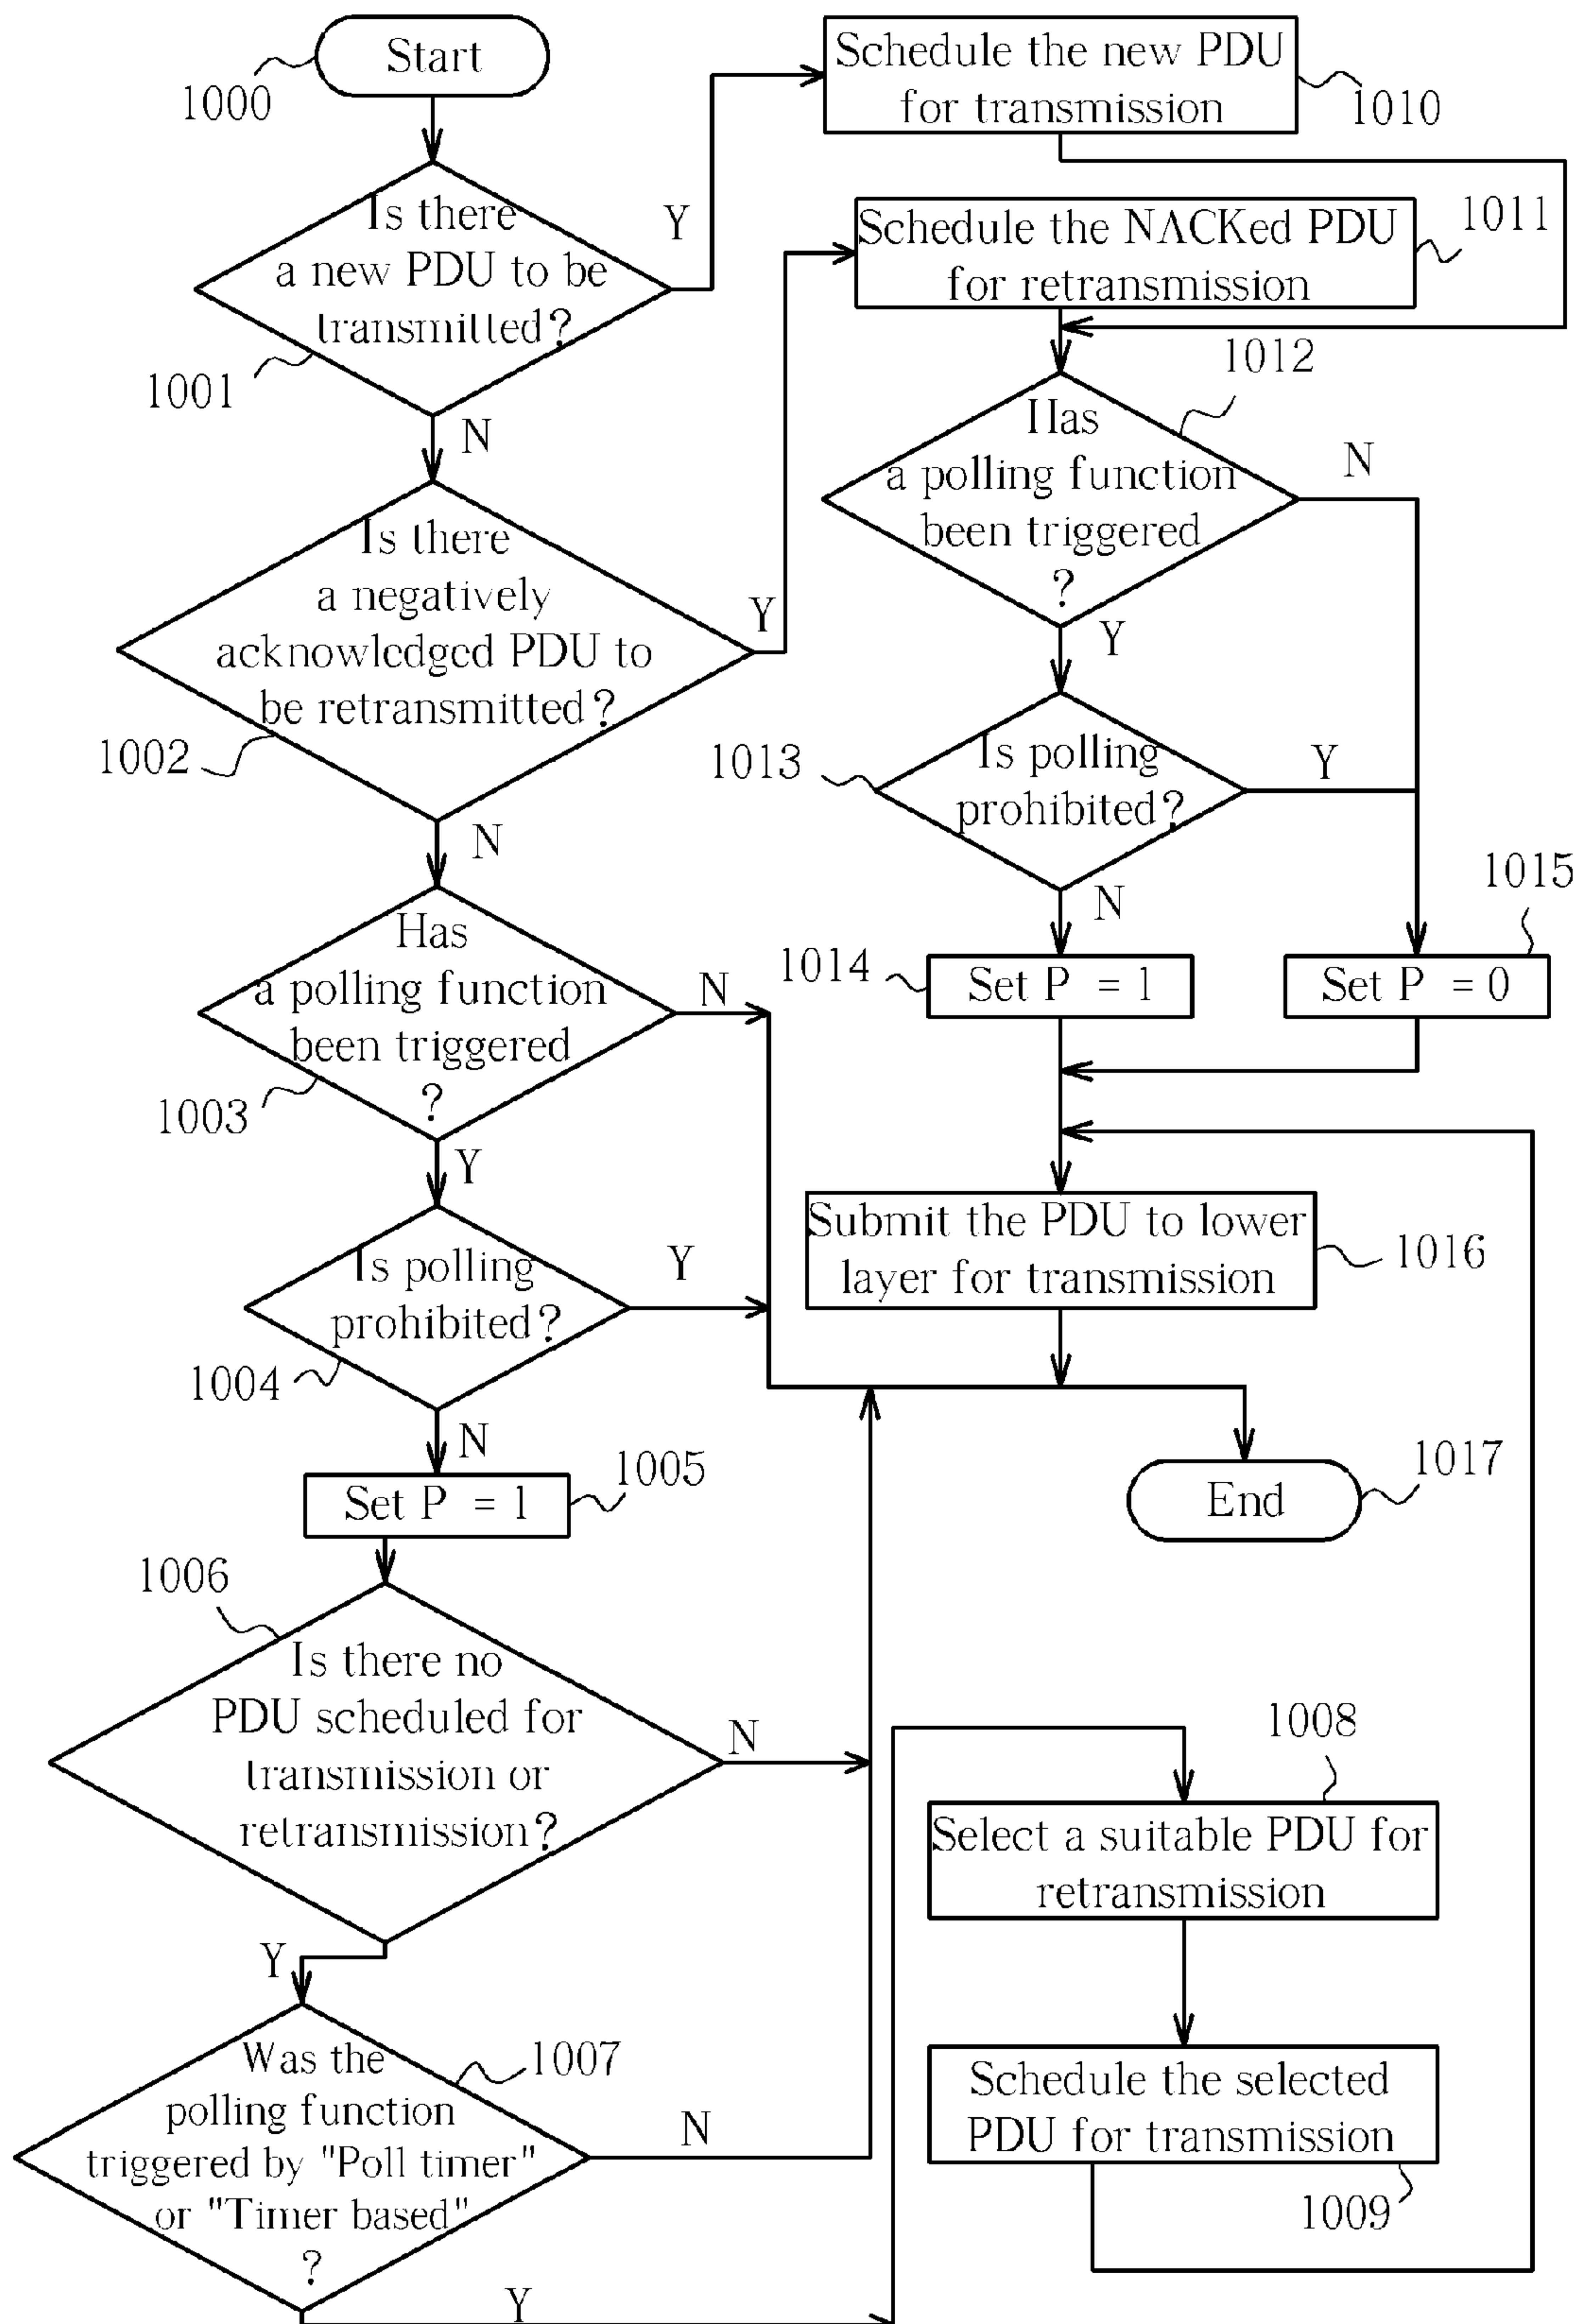 Start
1000
Is there
a new PDU to be
transmitted?
1001
Y
N
Is there
a negatively
acknowledged PDU to
be retransmitted?
1002
Y
N
Has
a polling function
been triggered
?
1003
N
Y
Is polling
prohibited?
1004
Y
N
Set P = 1
1005
1006
Is there no
PDU scheduled for
transmission or
retransmission?
N
Y
Was the
polling function
triggered by "Poll timer"
or "Timer based"
?
1007
N
Y
Schedule the new PDU
for transmission
1010
Schedule the NACKed PDU
for retransmission
1011
1012
Has
a polling function
been triggered
?
N
Y
1013
Is polling
prohibited?
Y
N
1014
Set P = 1
1015
Set P = 0
Submit the PDU to lower
layer for transmission
1016
End
1017
1008
Select a suitable PDU for
retransmission
Schedule the selected
PDU for transmission
1009